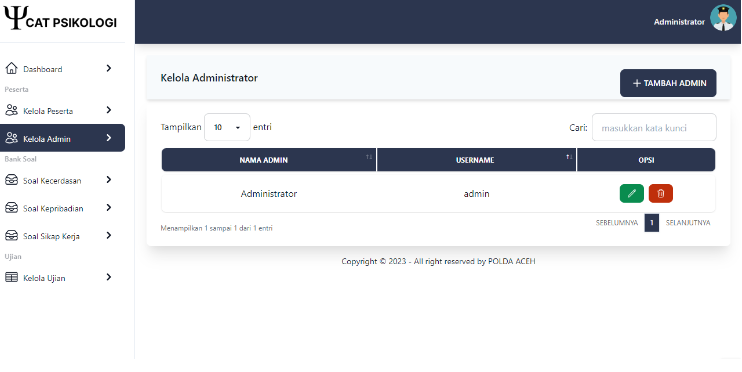 ΨCAT PSIKOLOGI
Administrator
Dashboard
Peserta
Kelola Peserta
Kelola Admin
Bank Soal
Soal Kecerdasan
Soal Kepribadian
Soal Sikap Kerja
Ujian
Kelola Ujian
Kelola Administrator
+ TAMBAH ADMIN
Tampilkan 10 entri
Cari: masukkan kata kunci
NAMA ADMIN USERNAME OPSI
Administrator admin
Menampilkan 1 sampai 1 dari 1 entri
SEBELUMNYA 1 SELANJUTNYA
Copyright © 2023 - All right reserved by POLDA ACEH